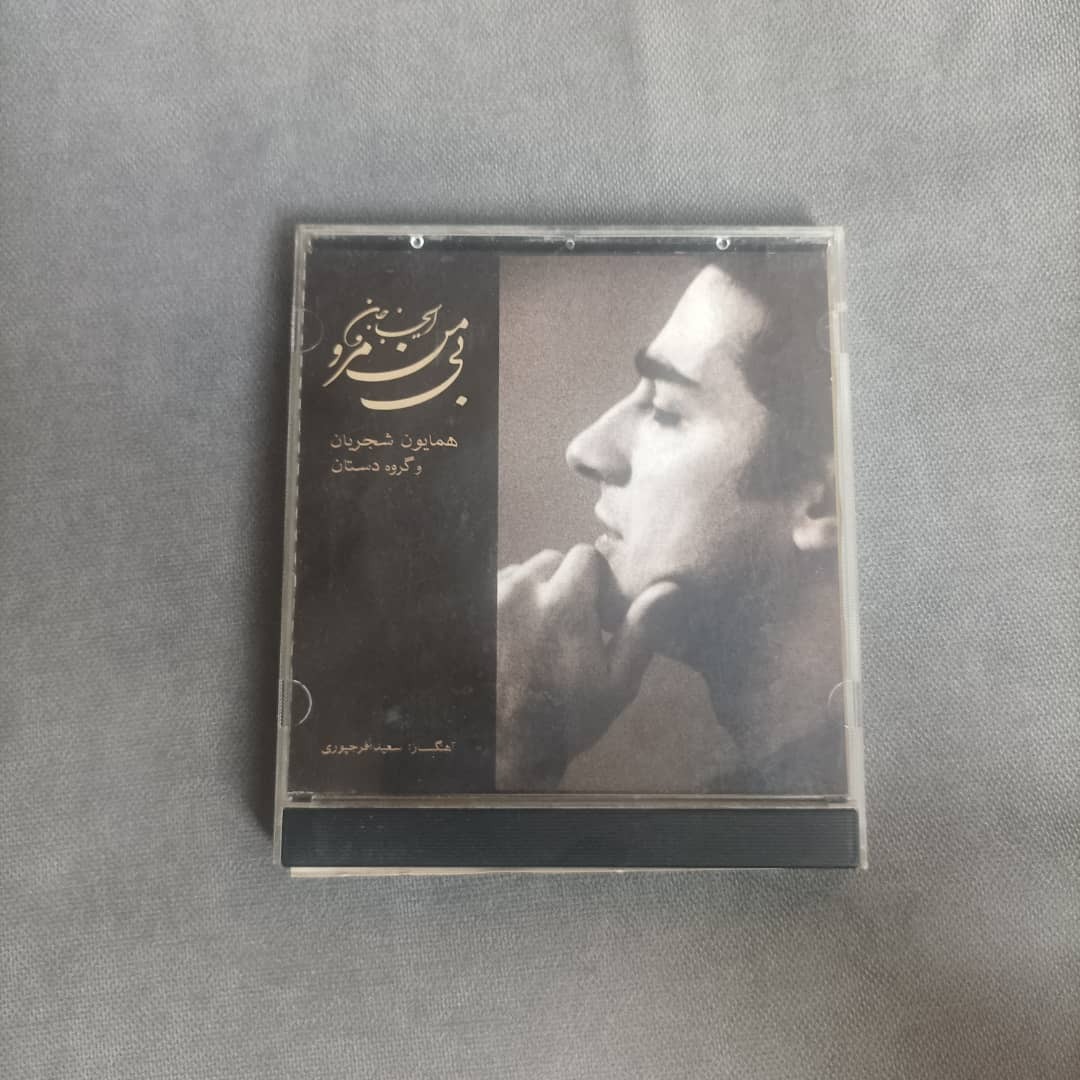 ای جان جان
بی من مرو
همایون شجریان
و گروه دستان
آهنگساز: سعید فرجپوری